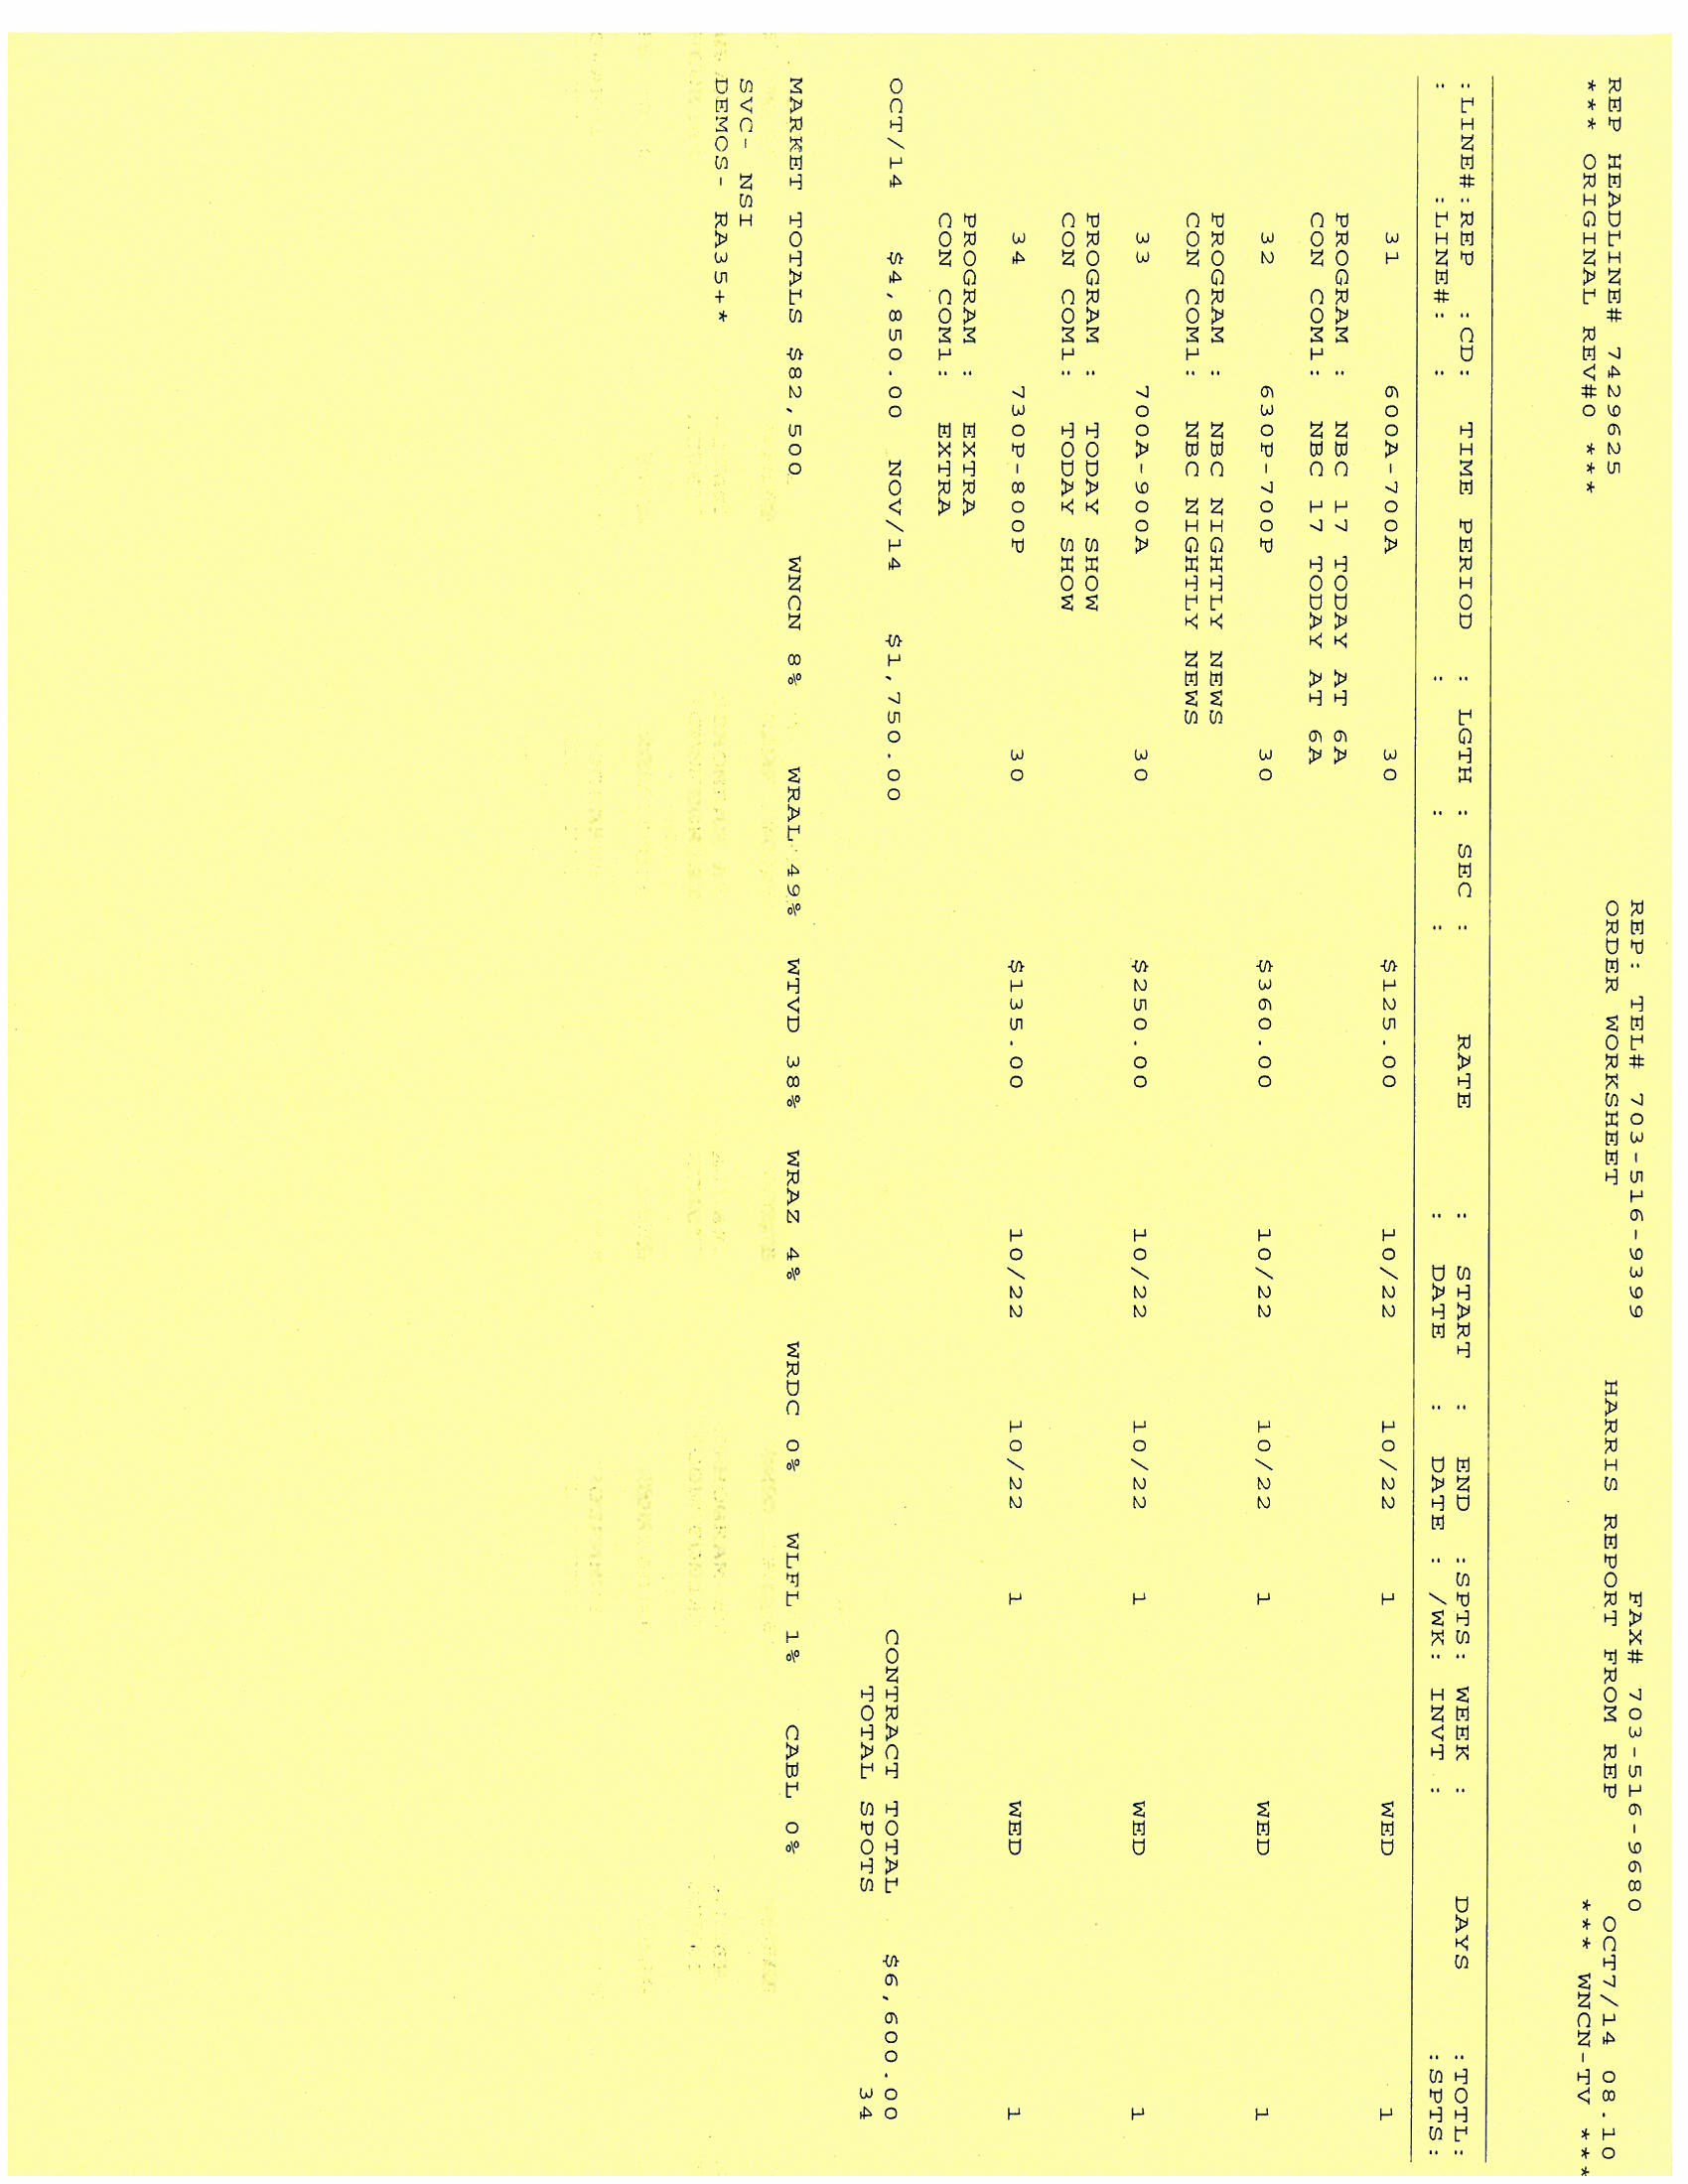 REP: TEL# 703-516-9399 FAX# 703-516-9680
REP HEADLINE# 7429625 ORDER WORKSHEET HARRIS REPORT FROM REP OCT7/14 08.10
*** ORIGINAL REV#0 *** *** WNCN-TV ***
:LINE#:REP :CD: TIME PERIOD : LGTH : SEC : RATE : START : END :SPTS: WEEK : DAYS :TOTL:
: :LINE#: : : : : : DATE : DATE : /WK: INVT : :SPTS:
31 600A-700A 30 $125.00 10/22 10/22 1 WED 1
PROGRAM : NBC 17 TODAY AT 6A
CON COM1: NBC 17 TODAY AT 6A
32 630P-700P 30 $360.00 10/22 10/22 1 WED 1
PROGRAM : NBC NIGHTLY NEWS
CON COM1: NBC NIGHTLY NEWS
33 700A-900A 30 $250.00 10/22 10/22 1 WED 1
PROGRAM : TODAY SHOW
CON COM1: TODAY SHOW
34 730P-800P 30 $135.00 10/22 10/22 1 WED 1
PROGRAM : EXTRA
CON COM1: EXTRA
OCT/14 $4,850.00 NOV/14 $1,750.00 CONTRACT TOTAL $6,600.00
TOTAL SPOTS 34
MARKET TOTALS $82,500 WNCN 8% WRAL 49% WTVD 38% WRAZ 4% WRDC 0% WLFL 1% CABL 0%
SVC- NSI
DEMOS- RA35+*